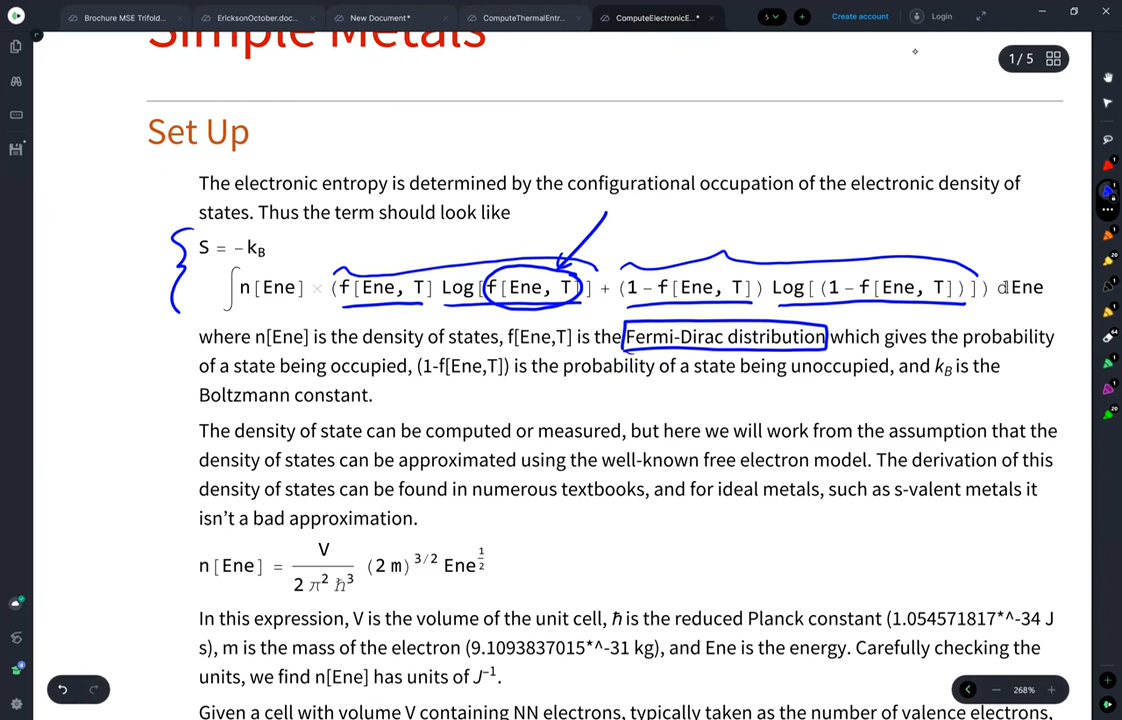 Brochure MSE Trifold...
EricksonOctober.doc...
New Document*
ComputeThermalEntr...
ComputeElectronicE...*
5
Create account
Login
Simple Metals
1/5
Set Up
The electronic entropy is determined by the configurational occupation of the electronic density of
states. Thus the term should look like
S = -k_B
∫n[Ene] × (f[Ene, T] Log[f[Ene, T]] + (1 - f[Ene, T]) Log[(1 - f[Ene, T])]) ⅆEne
where n[Ene] is the density of states, f[Ene,T] is the Fermi-Dirac distribution which gives the probability
of a state being occupied, (1-f[Ene,T]) is the probability of a state being unoccupied, and k_B is the
Boltzmann constant.
The density of state can be computed or measured, but here we will work from the assumption that the
density of states can be approximated using the well-known free electron model. The derivation of this
density of states can be found in numerous textbooks, and for ideal metals, such as s-valent metals it
isn't a bad approximation.
n[Ene] = V / (2 π² ℏ³) (2 m)^3/2 Ene^1/2
In this expression, V is the volume of the unit cell, ℏ is the reduced Planck constant (1.054571817*^-34 J
s), m is the mass of the electron (9.1093837015*^-31 kg), and Ene is the energy. Carefully checking the
units, we find n[Ene] has units of J⁻¹.
Given a cell with volume V containing NN electrons, typically taken as the number of valence electrons,
268%